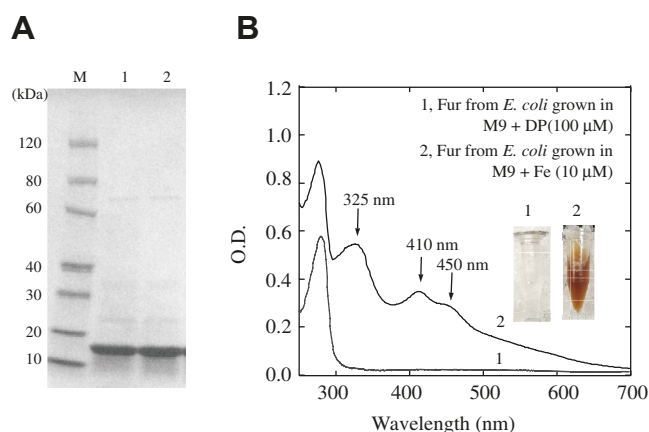 A
M 1 2
(kDa)
120
80
60
40
30
20
10
B
1.2
1.0
0.8
0.6
0.4
0.2
0.0
O.D.
1, Fur from E. coli grown in
M9 + DP(100 µM)
2, Fur from E. coli grown in
M9 + Fe (10 µM)
1 2
325 nm
410 nm
450 nm
2
1
300 400 500 600 700
Wavelength (nm)